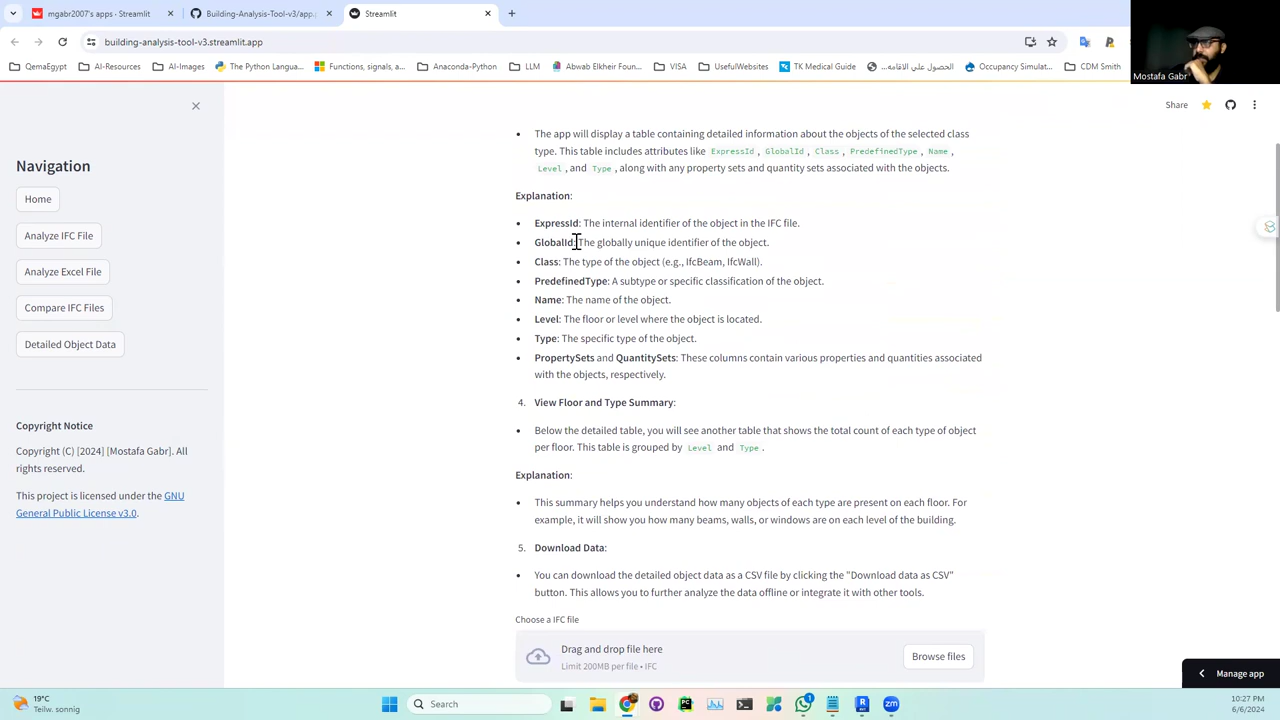 mgabr2007's apps · Streamlit
Building-Analysis-Tool-v3/app.
Streamlit
building-analysis-tool-v3.streamlit.app
QemaEgypt
AI-Resources
AI-Images
The Python Langua...
Functions, signals, a...
Anaconda-Python
LLM
Abwab Elkheir Foun...
VISA
UsefulWebsites
TK Medical Guide
الحصول علي الاقامه...
Occupancy Simulat...
CDM Smith
Mostafa Gabr
Share
Navigation
Home
Analyze IFC File
Analyze Excel File
Compare IFC Files
Detailed Object Data
Copyright Notice
Copyright (C) [2024] [Mostafa Gabr]. All
rights reserved.
This project is licensed under the GNU
General Public License v3.0.
• The app will display a table containing detailed information about the objects of the selected class
type. This table includes attributes like ExpressId , GlobalId , Class , PredefinedType , Name ,
Level , and Type , along with any property sets and quantity sets associated with the objects.
Explanation:
• ExpressId: The internal identifier of the object in the IFC file.
• GlobalId: The globally unique identifier of the object.
• Class: The type of the object (e.g., IfcBeam, IfcWall).
• PredefinedType: A subtype or specific classification of the object.
• Name: The name of the object.
• Level: The floor or level where the object is located.
• Type: The specific type of the object.
• PropertySets and QuantitySets: These columns contain various properties and quantities associated
with the objects, respectively.
4. View Floor and Type Summary:
• Below the detailed table, you will see another table that shows the total count of each type of object
per floor. This table is grouped by Level and Type .
Explanation:
• This summary helps you understand how many objects of each type are present on each floor. For
example, it will show you how many beams, walls, or windows are on each level of the building.
5. Download Data:
• You can download the detailed object data as a CSV file by clicking the "Download data as CSV"
button. This allows you to further analyze the data offline or integrate it with other tools.
Choose a IFC file
Drag and drop file here
Limit 200MB per file • IFC
Browse files
Manage app
19°C
Teilw. sonnig
Search
10:27 PM
6/6/2024